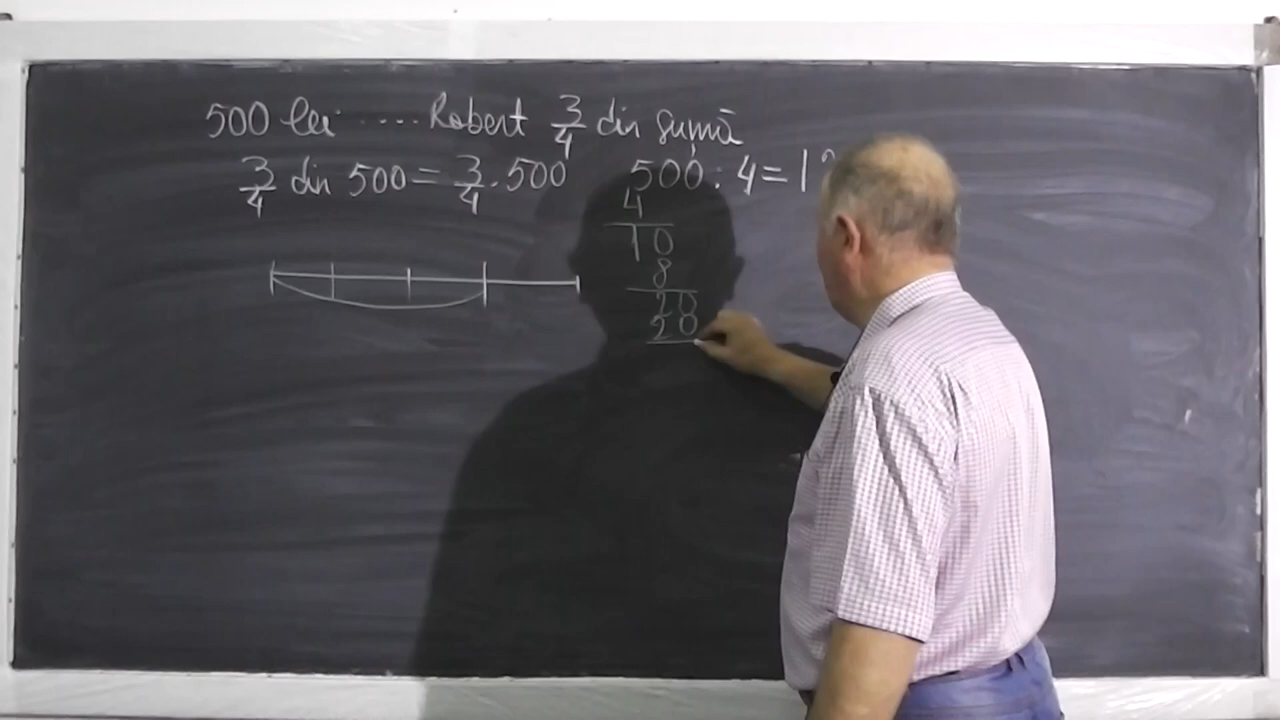 500 lei .... Robert 3/4 din sumă
3/4 din 500 = 3/4 . 500
500 : 4 = 1
4
10
8
20
20